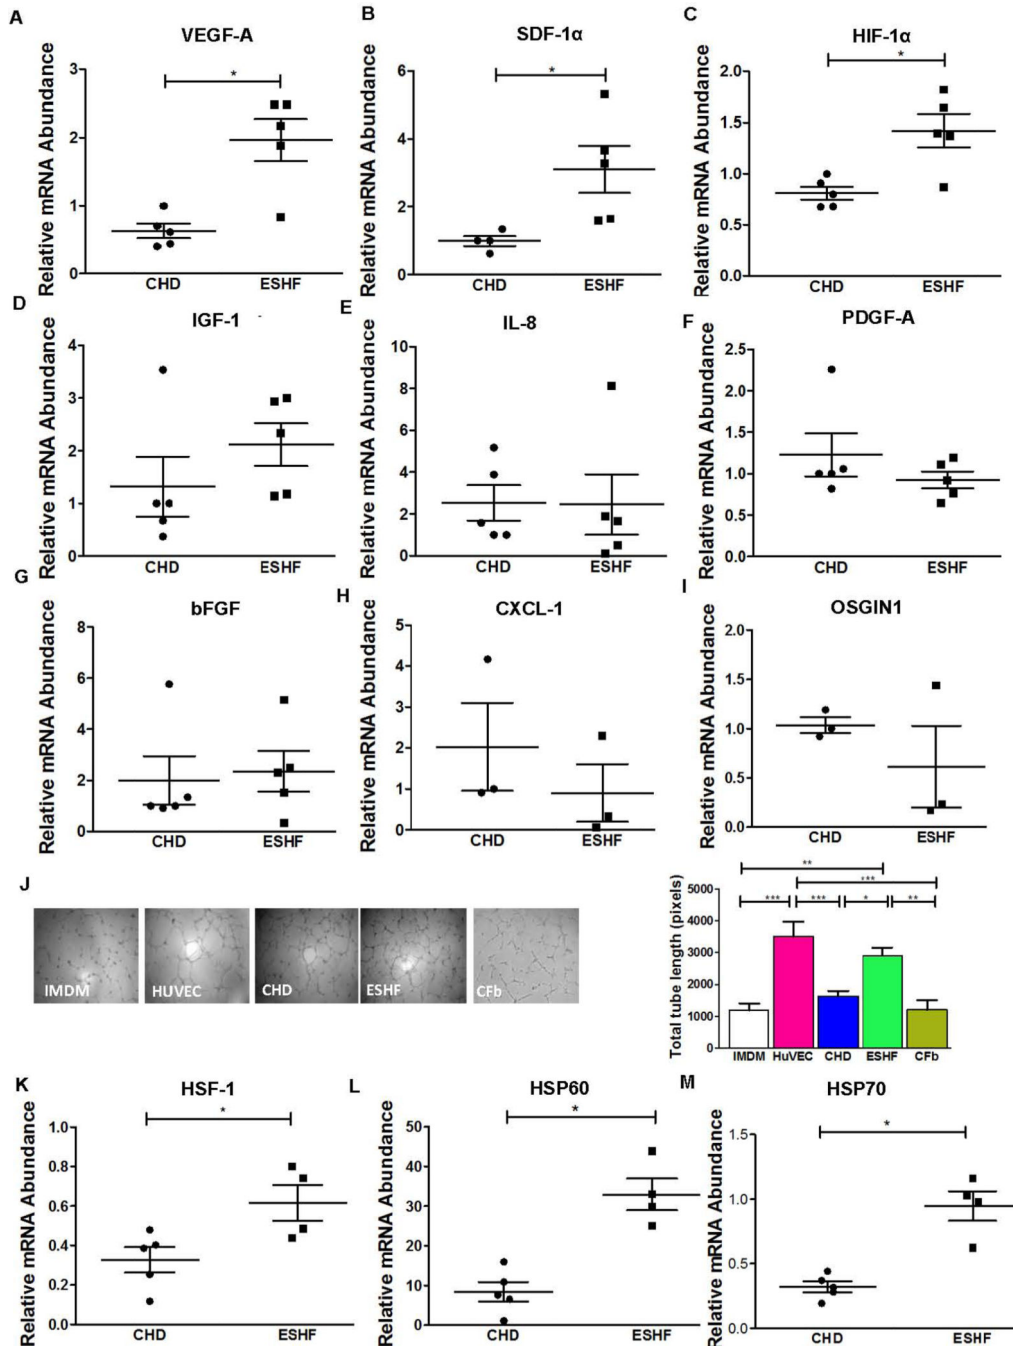 A
VEGF-A
Relative mRNA Abundance
3
2
1
0
*
CHD
ESHF
B
SDF-1α
Relative mRNA Abundance
6
4
2
0
*
CHD
ESHF
C
HIF-1α
Relative mRNA Abundance
2.0
1.5
1.0
0.5
0.0
*
CHD
ESHF
D
IGF-1
Relative mRNA Abundance
4
3
2
1
0
CHD
ESHF
E
IL-8
Relative mRNA Abundance
10
8
6
4
2
0
CHD
ESHF
F
PDGF-A
Relative mRNA Abundance
2.5
2.0
1.5
1.0
0.5
0.0
CHD
ESHF
G
bFGF
Relative mRNA Abundance
8
6
4
2
0
CHD
ESHF
H
CXCL-1
Relative mRNA Abundance
5
4
3
2
1
0
CHD
ESHF
I
OSGIN1
Relative mRNA Abundance
2.0
1.5
1.0
0.5
0.0
CHD
ESHF
J
IMDM
HUVEC
CHD
ESHF
CFb
Total tube length (pixels)
5000
4000
3000
2000
1000
0
**
***
***
***
*
**
IMDM
HuVEC
CHD
ESHF
CFb
K
HSF-1
Relative mRNA Abundance
1.0
0.8
0.6
0.4
0.2
0.0
*
CHD
ESHF
L
HSP60
Relative mRNA Abundance
50
40
30
20
10
0
*
CHD
ESHF
M
HSP70
Relative mRNA Abundance
1.5
1.0
0.5
0.0
*
CHD
ESHF